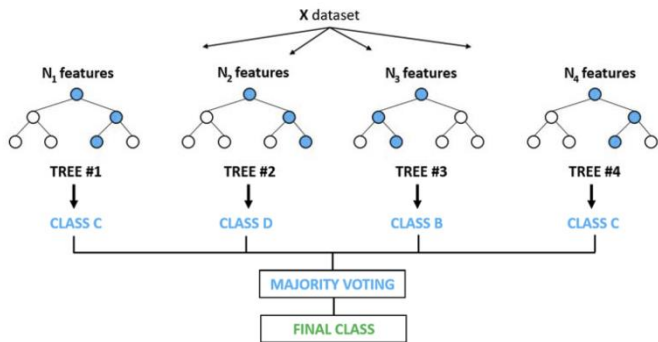 X dataset
N₁ features N₂ features N₃ features N₄ features
TREE #1 TREE #2 TREE #3 TREE #4
CLASS C CLASS D CLASS B CLASS C
MAJORITY VOTING
FINAL CLASS